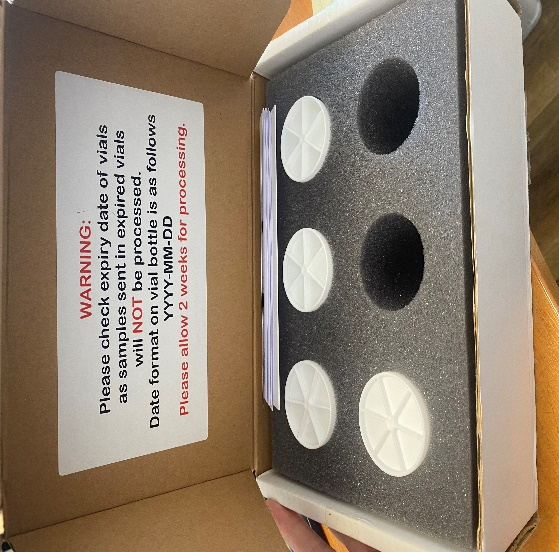 WARNING:
Please check expiry date of vials
as samples sent in expired vials
will NOT be processed.
Date format on vial bottle is as follows
YYYY-MM-DD
Please allow 2 weeks for processing.